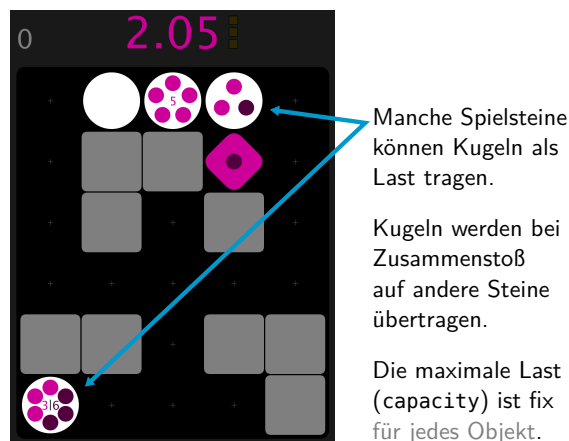 0
2.05
5
Manche Spielsteine
können Kugeln als
Last tragen.
Kugeln werden bei
Zusammenstoß
auf andere Steine
übertragen.
Die maximale Last
(capacity) ist fix
für jedes Objekt.
3|6